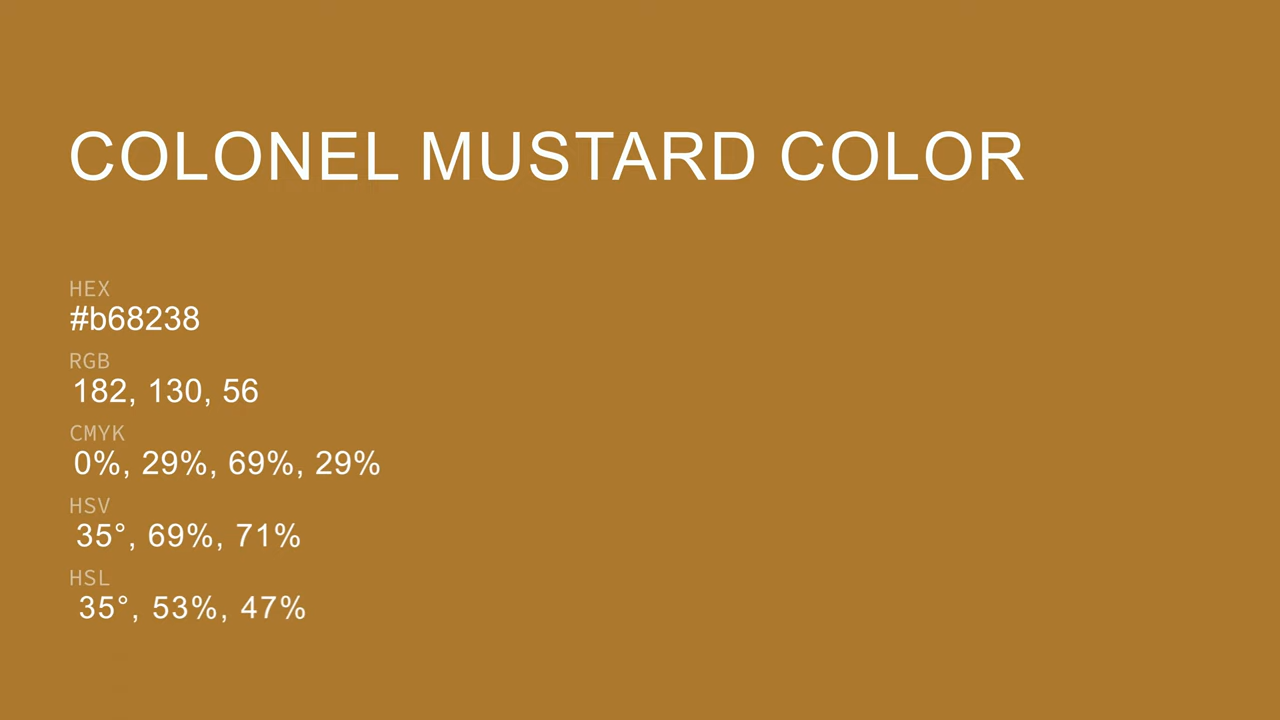 COLONEL MUSTARD COLOR
HEX
#b68238
RGB
182, 130, 56
CMYK
0%, 29%, 69%, 29%
HSV
35°, 69%, 71%
HSL
35°, 53%, 47%